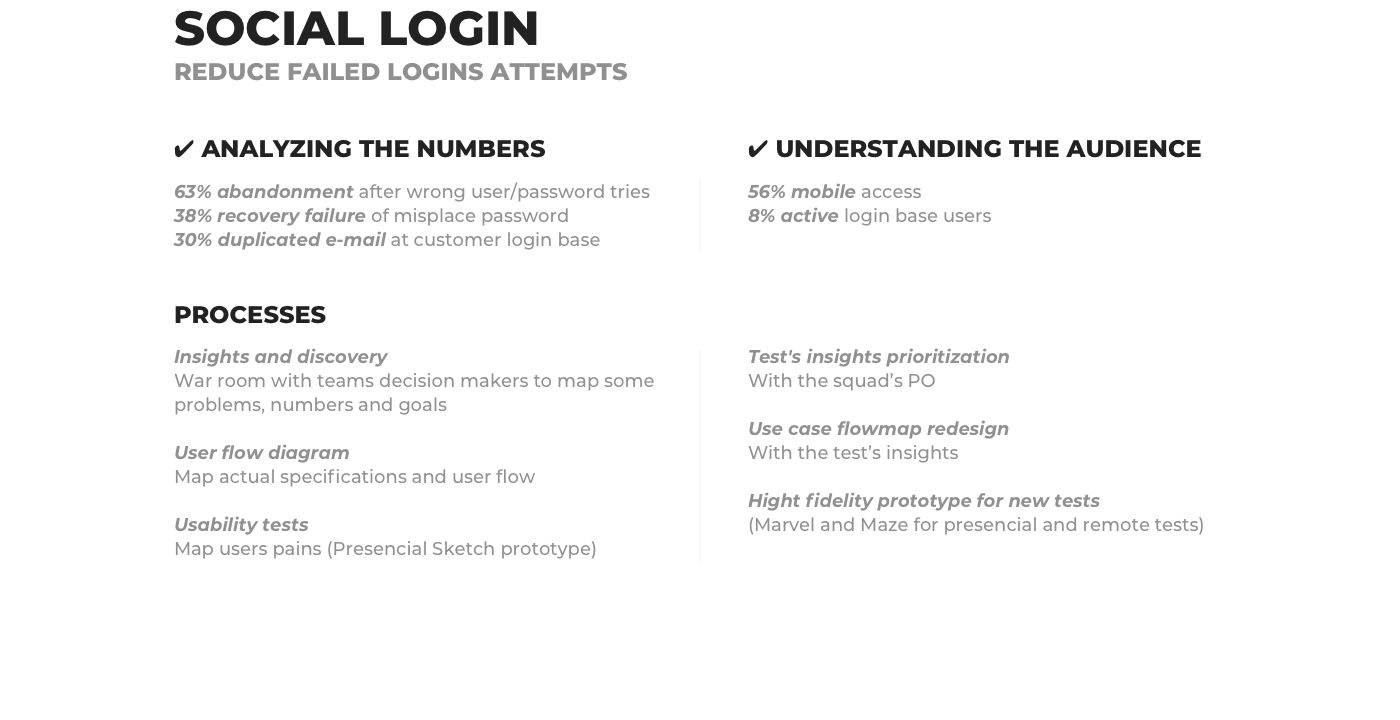 SOCIAL LOGIN
REDUCE FAILED LOGINS ATTEMPTS
✔ ANALYZING THE NUMBERS
63% abandonment after wrong user/password tries
38% recovery failure of misplace password
30% duplicated e-mail at customer login base
✔ UNDERSTANDING THE AUDIENCE
56% mobile access
8% active login base users
PROCESSES
Insights and discovery
War room with teams decision makers to map some
problems, numbers and goals
User flow diagram
Map actual specifications and user flow
Usability tests
Map users pains (Presencial Sketch prototype)
Test's insights prioritization
With the squad’s PO
Use case flowmap redesign
With the test’s insights
Hight fidelity prototype for new tests
(Marvel and Maze for presencial and remote tests)